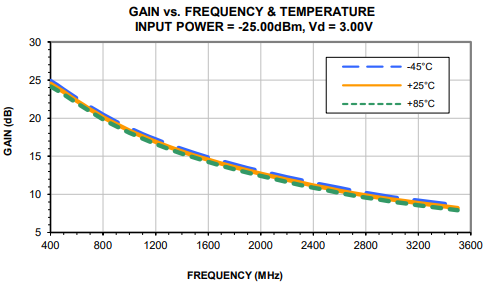 GAIN vs. FREQUENCY & TEMPERATURE
INPUT POWER = -25.00dBm, Vd = 3.00V
30
25
20
15
10
5
GAIN (dB)
-45°C
+25°C
+85°C
400 800 1200 1600 2000 2400 2800 3200 3600
FREQUENCY (MHz)